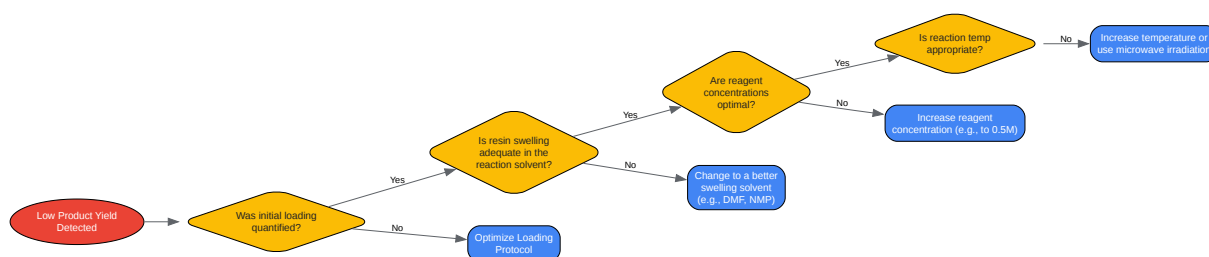 Low Product Yield
Detected
Was initial loading
quantified?
Yes
No
Optimize Loading
Protocol
Is resin swelling
adequate in the
reaction solvent?
Yes
No
Change to a better
swelling solvent
(e.g., DMF, NMP)
Are reagent
concentrations
optimal?
Yes
No
Increase reagent
concentration (e.g., to 0.5M)
Is reaction temp
appropriate?
No
Increase temperature or
use microwave irradiation